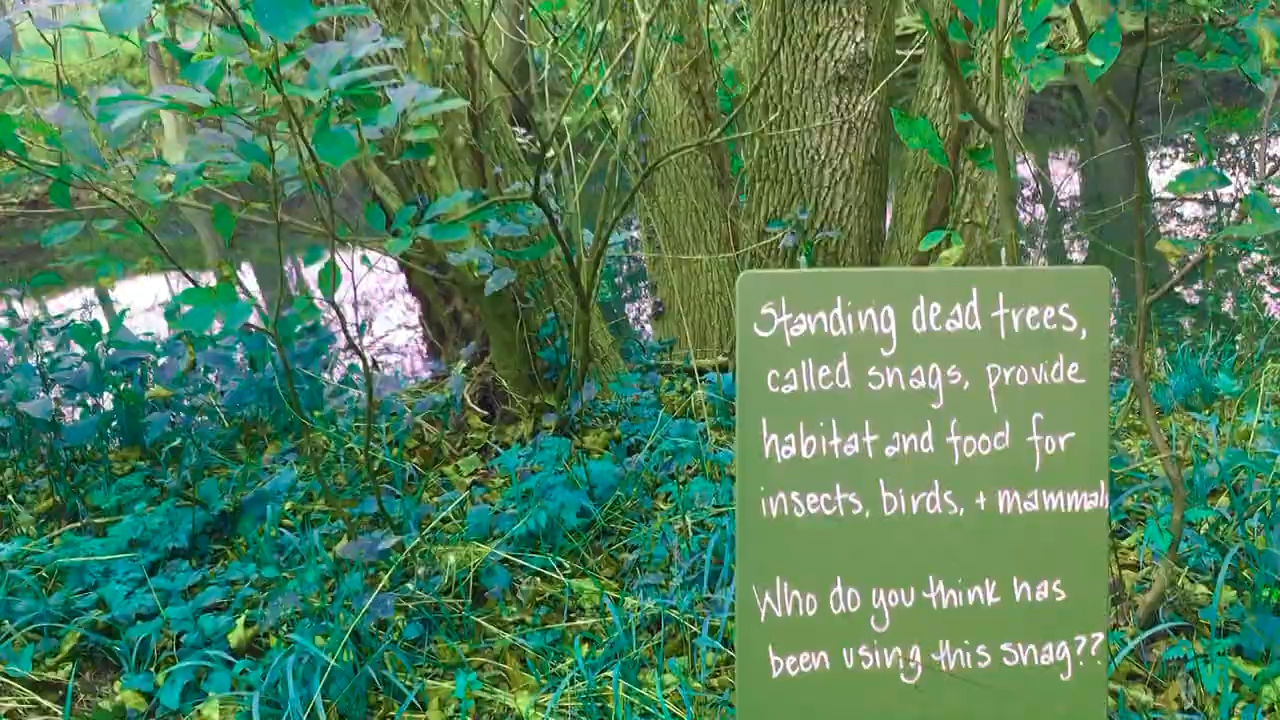 Standing dead trees,
called snags, provide
habitat and food for
insects, birds, + mammals
Who do you think has
been using this snag??